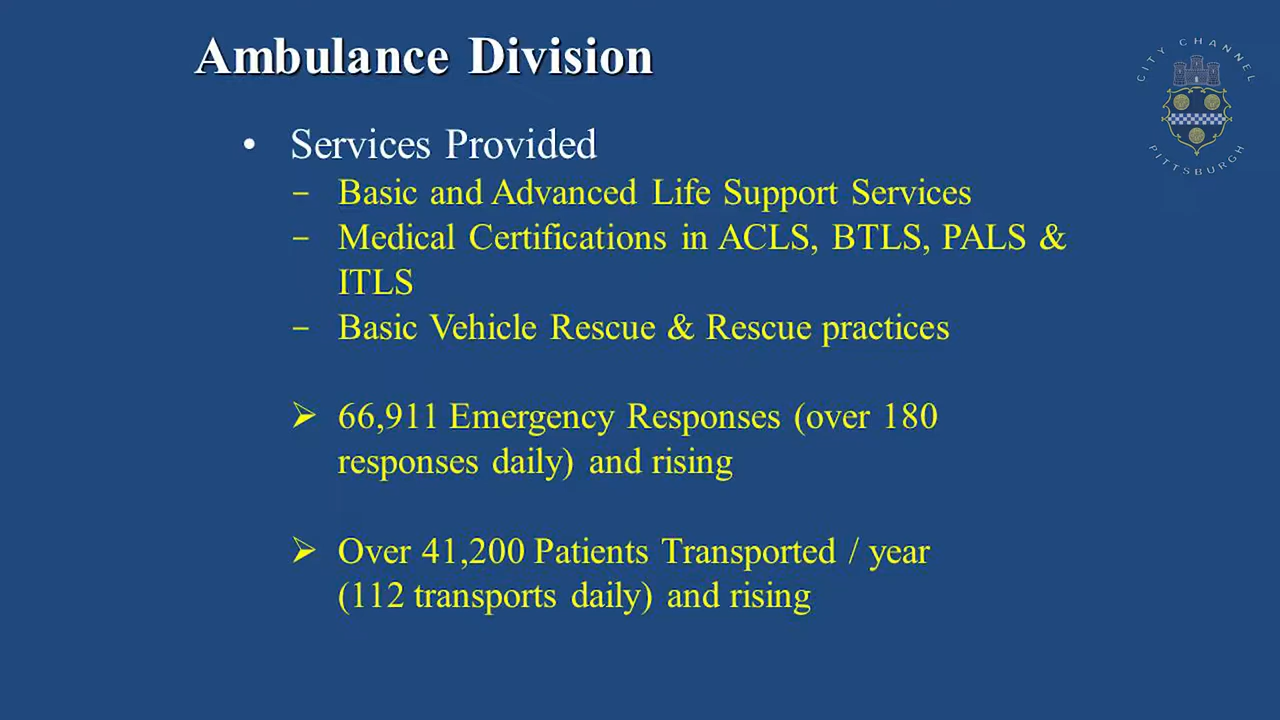 Ambulance Division
CITY CHANNEL
PITTSBURGH
• Services Provided
– Basic and Advanced Life Support Services
– Medical Certifications in ACLS, BTLS, PALS &
ITLS
– Basic Vehicle Rescue & Rescue practices
➢ 66,911 Emergency Responses (over 180
responses daily) and rising
➢ Over 41,200 Patients Transported / year
(112 transports daily) and rising